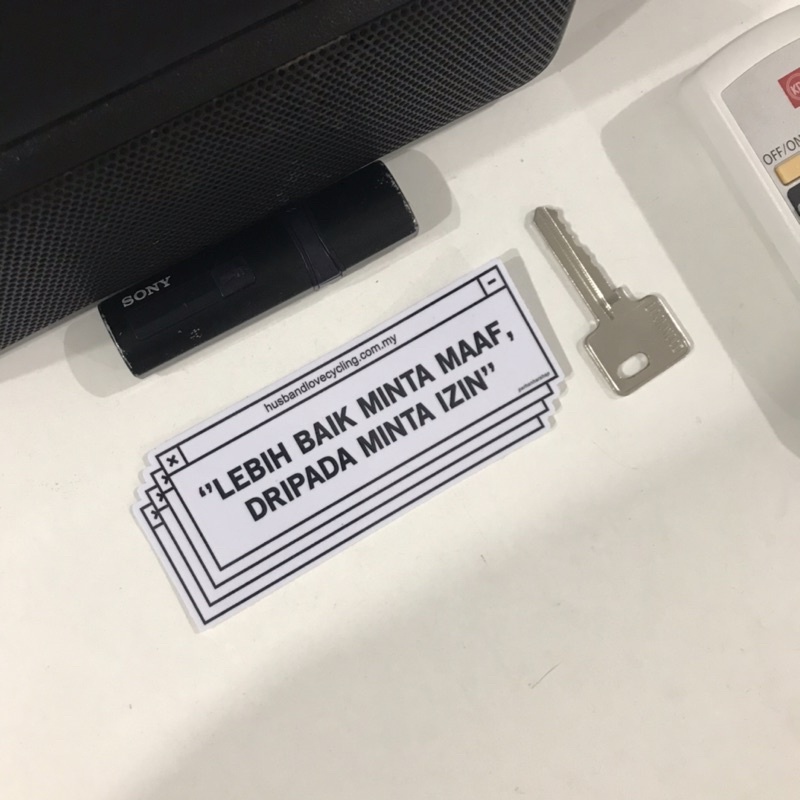 SONY
OFF/ON
husbandlovecycling.com.my
×
-
‘’LEBIH BAIK MINTA MAAF,
DRIPADA MINTA IZIN’’
×
×
×